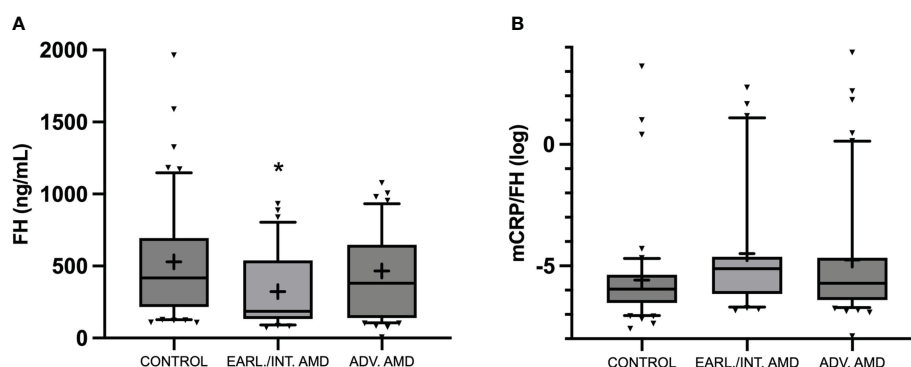 A
FH (ng/mL)
2000
1500
1000
500
0
*
CONTROL
EARL./INT. AMD
ADV. AMD
B
mCRP/FH (log)
0
-5
CONTROL
EARL./INT. AMD
ADV. AMD